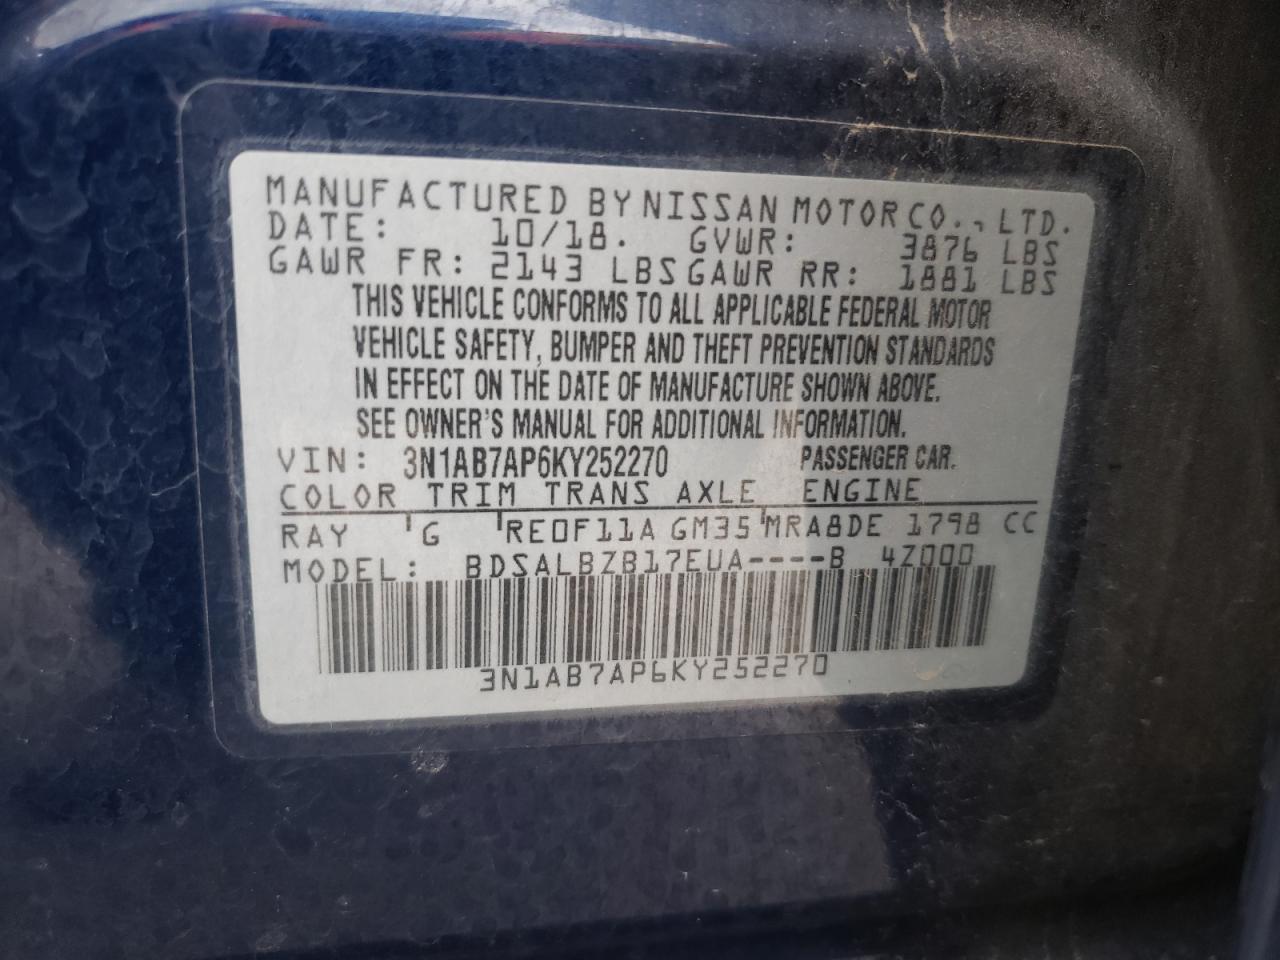 MANUFACTURED BY NISSAN MOTOR CO., LTD.
DATE: 10/18. GVWR: 3876 LBS
GAWR FR: 2143 LBS GAWR RR: 1881 LBS
THIS VEHICLE CONFORMS TO ALL APPLICABLE FEDERAL MOTOR
VEHICLE SAFETY, BUMPER AND THEFT PREVENTION STANDARDS
IN EFFECT ON THE DATE OF MANUFACTURE SHOWN ABOVE.
SEE OWNER'S MANUAL FOR ADDITIONAL INFORMATION.
VIN: 3N1AB7AP6KY252270 PASSENGER CAR.
COLOR TRIM TRANS AXLE ENGINE
RAY G RE0F11A GM35 MRA8DE 1798 CC
MODEL: BDSALBZB17EUA----B 4Z000
3N1AB7AP6KY252270